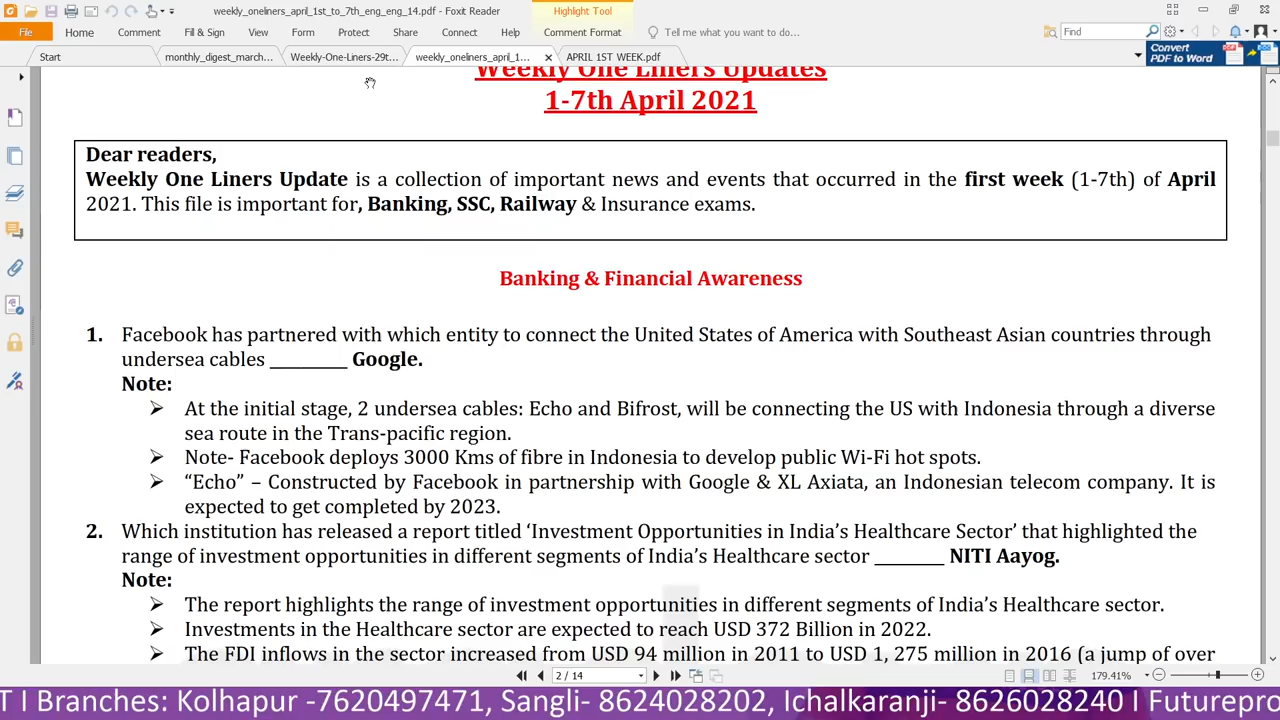 weekly_oneliners_april_1st_to_7th_eng_eng_14.pdf - Foxit Reader
Highlight Tool
File Home Comment Fill & Sign View Form Protect Share Connect Help Comment Format Tell me what you want to do... Find
Start monthly_digest_march... Weekly-One-Liners-29t... weekly_oneliners_april_1... APRIL 1ST WEEK.pdf
Convert
PDF to Word
Weekly One Liners Updates
1-7th April 2021
Dear readers,
Weekly One Liners Update is a collection of important news and events that occurred in the first week (1-7th) of April
2021. This file is important for, Banking, SSC, Railway & Insurance exams.
Banking & Financial Awareness
1. Facebook has partnered with which entity to connect the United States of America with Southeast Asian countries through
undersea cables ________ Google.
Note:
➢ At the initial stage, 2 undersea cables: Echo and Bifrost, will be connecting the US with Indonesia through a diverse
sea route in the Trans-pacific region.
➢ Note- Facebook deploys 3000 Kms of fibre in Indonesia to develop public Wi-Fi hot spots.
➢ “Echo” – Constructed by Facebook in partnership with Google & XL Axiata, an Indonesian telecom company. It is
expected to get completed by 2023.
2. Which institution has released a report titled ‘Investment Opportunities in India’s Healthcare Sector’ that highlighted the
range of investment opportunities in different segments of India’s Healthcare sector _______ NITI Aayog.
Note:
➢ The report highlights the range of investment opportunities in different segments of India’s Healthcare sector.
➢ Investments in the Healthcare sector are expected to reach USD 372 Billion in 2022.
➢ The FDI inflows in the sector increased from USD 94 million in 2011 to USD 1, 275 million in 2016 (a jump of over
2 / 14
179.41%
T I Branches: Kolhapur -7620497471, Sangli- 8624028202, Ichalkaranji- 8626028240 I Futurepro